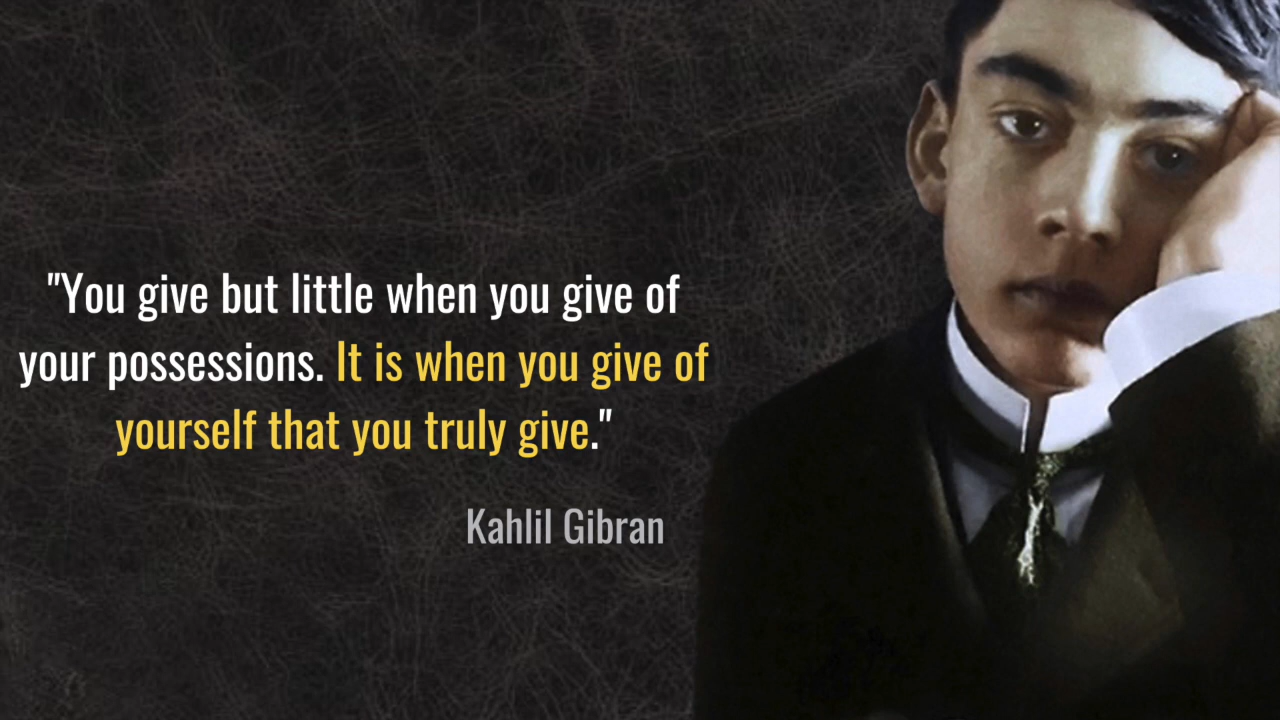 "You give but little when you give of
your possessions. It is when you give of
yourself that you truly give."
Kahlil Gibran